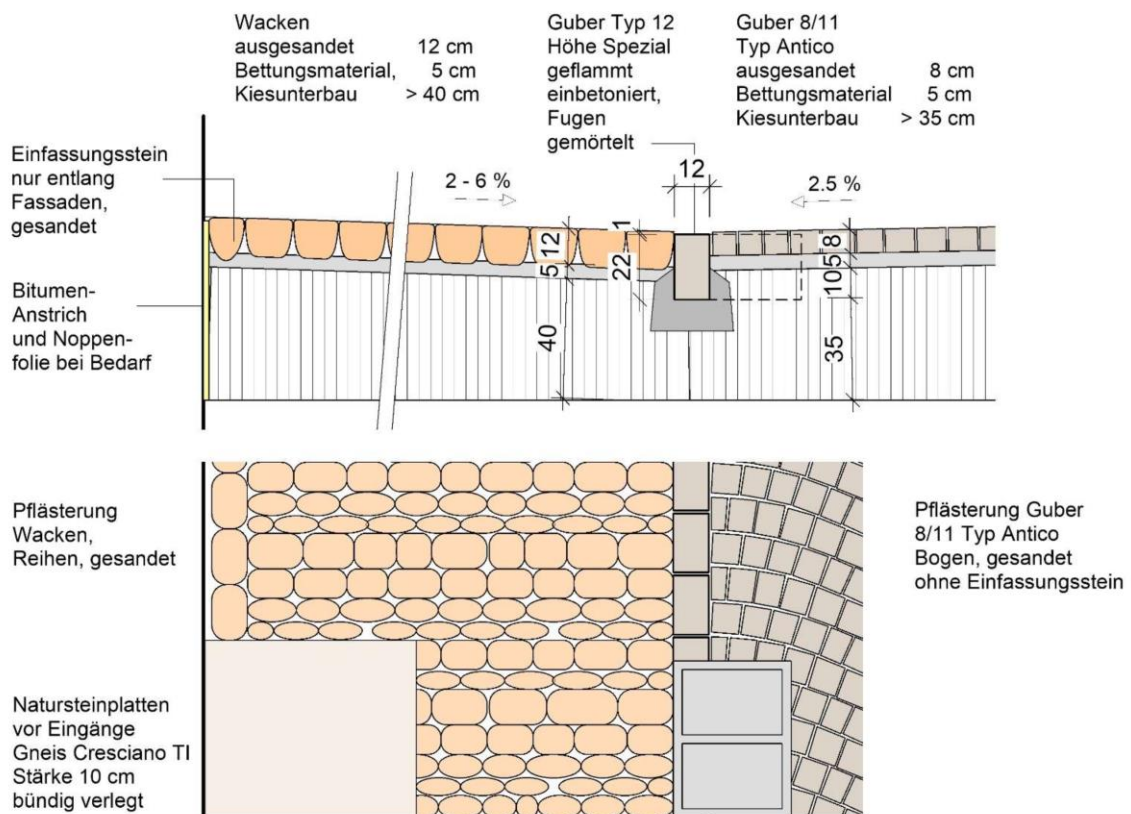 Wacken
ausgesandet 12 cm
Bettungsmaterial, 5 cm
Kiesunterbau > 40 cm
Guber Typ 12
Höhe Spezial
geflammt
einbetoniert,
Fugen
gemörtelt
Guber 8/11
Typ Antico
ausgesandet 8 cm
Bettungsmaterial 5 cm
Kiesunterbau > 35 cm
Einfassungsstein
nur entlang
Fassaden,
gesandet
2 - 6 %
12
2.5 %
12
5
40
1
22
8
5
10
35
Bitumen-
Anstrich
und Noppen-
folie bei Bedarf
Pflästerung
Wacken,
Reihen, gesandet
Pflästerung Guber
8/11 Typ Antico
Bogen, gesandet
ohne Einfassungsstein
Natursteinplatten
vor Eingänge
Gneis Cresciano TI
Stärke 10 cm
bündig verlegt